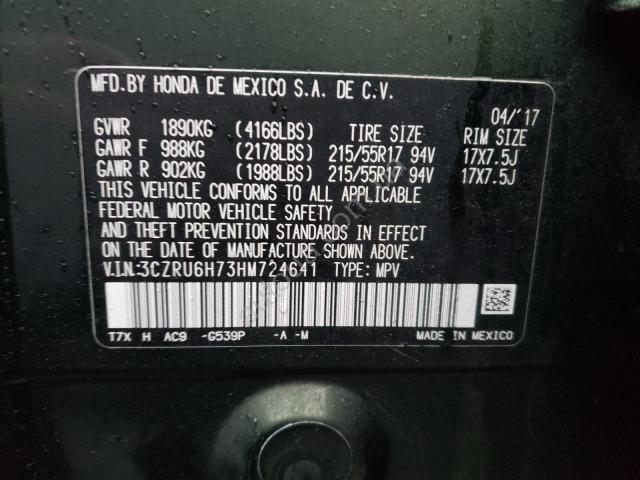 MFD.BY HONDA DE MEXICO S.A. DE C.V.
04/'17
GVWR 1890KG (4166LBS) TIRE SIZE RIM SIZE
GAWR F 988KG (2178LBS) 215/55R17 94V 17X7.5J
GAWR R 902KG (1988LBS) 215/55R17 94V 17X7.5J
THIS VEHICLE CONFORMS TO ALL APPLICABLE
FEDERAL MOTOR VEHICLE SAFETY
AND THEFT PREVENTION STANDARDS IN EFFECT
ON THE DATE OF MANUFACTURE SHOWN ABOVE.
V.I.N.:3CZRU6H73HM724641 TYPE: MPV
T7X H AC9 -G539P -A -M MADE IN MEXICO